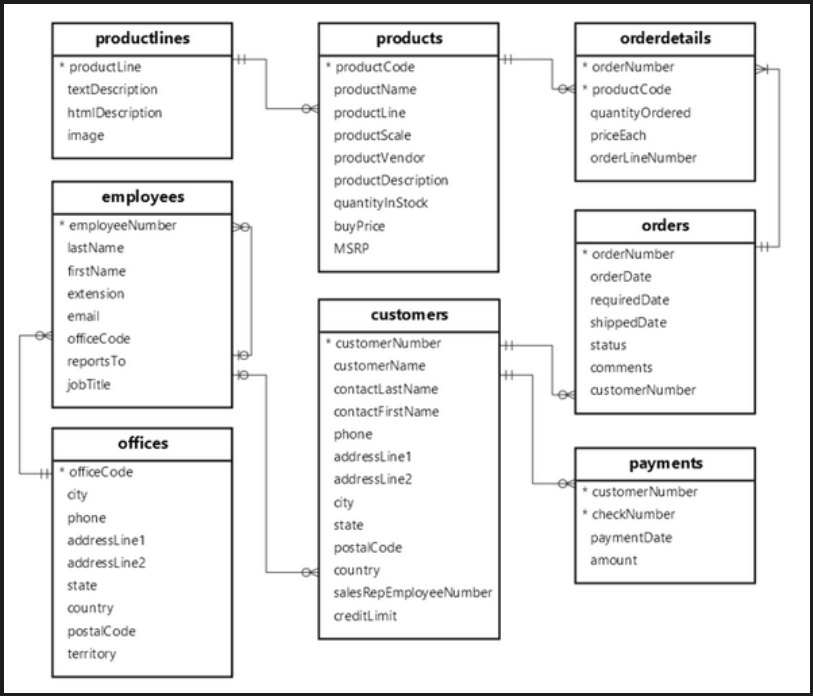 productlines
* productLine
textDescription
htmlDescription
image
products
* productCode
productName
productLine
productScale
productVendor
productDescription
quantityInStock
buyPrice
MSRP
orderdetails
* orderNumber
* productCode
quantityOrdered
priceEach
orderLineNumber
employees
* employeeNumber
lastName
firstName
extension
email
officeCode
reportsTo
jobTitle
orders
* orderNumber
orderDate
requiredDate
shippedDate
status
comments
customerNumber
customers
* customerNumber
customerName
contactLastName
contactFirstName
phone
addressLine1
addressLine2
city
state
postalCode
country
salesRepEmployeeNumber
creditLimit
offices
* officeCode
city
phone
addressLine1
addressLine2
state
country
postalCode
territory
payments
* customerNumber
* checkNumber
paymentDate
amount